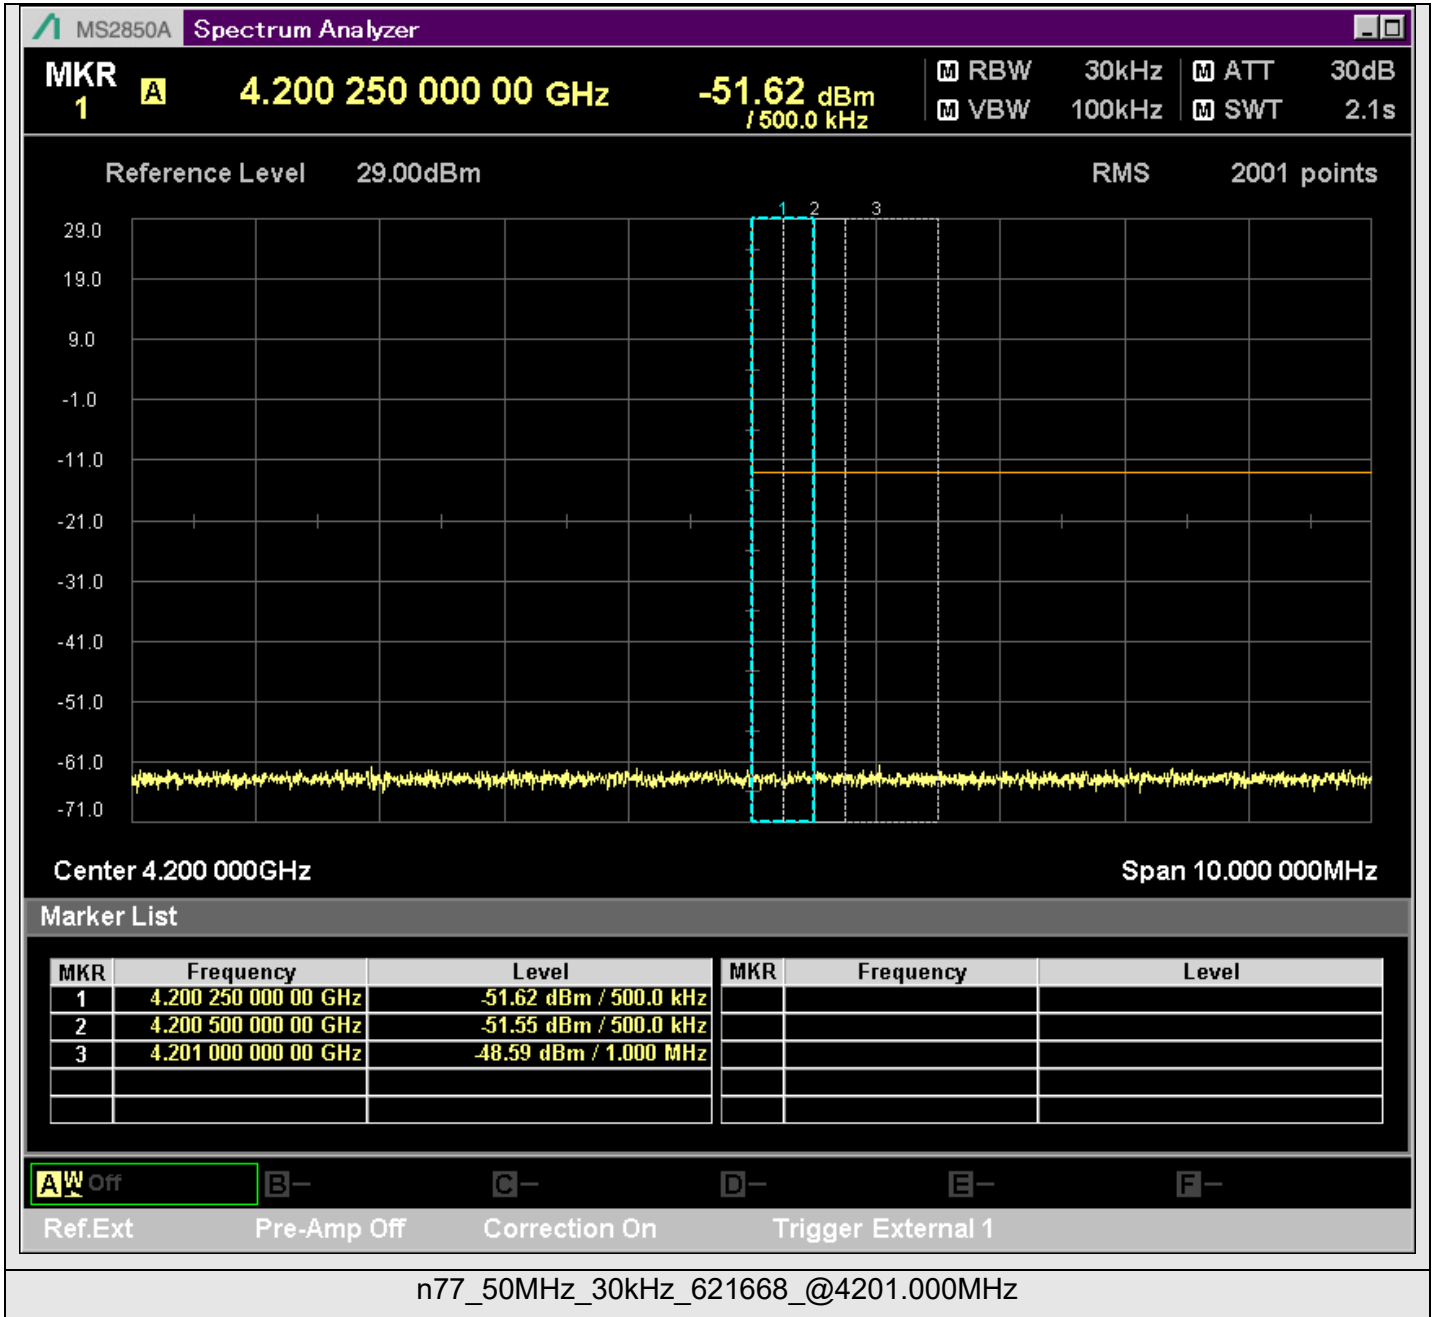 MS2850A Spectrum Analyzer
MKR 1 A 4.200 250 000 00 GHz -51.62 dBm / 500.0 kHz
M RBW 30kHz M ATT 30dB
M VBW 100kHz M SWT 2.1s
Reference Level 29.00dBm RMS 2001 points
1 2 3
29.0
19.0
9.0
-1.0
-11.0
-21.0
-31.0
-41.0
-51.0
-61.0
-71.0
Center 4.200 000GHz Span 10.000 000MHz
Marker List
MKR Frequency Level MKR Frequency Level
1 4.200 250 000 00 GHz -51.62 dBm / 500.0 kHz
2 4.200 500 000 00 GHz -51.55 dBm / 500.0 kHz
3 4.201 000 000 00 GHz -48.59 dBm / 1.000 MHz
A W Off B— C— D— E— F—
Ref.Ext Pre-Amp Off Correction On Trigger External 1
n77_50MHz_30kHz_621668_@4201.000MHz